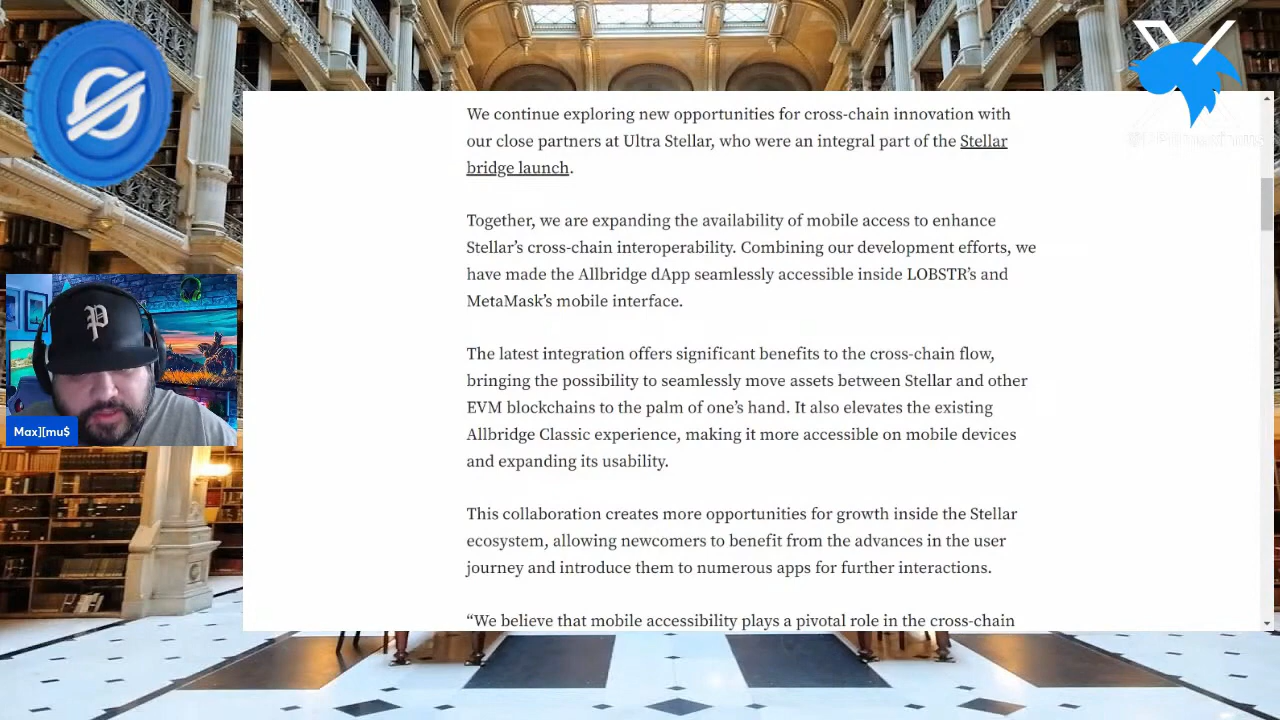 We continue exploring new opportunities for cross-chain innovation with
our close partners at Ultra Stellar, who were an integral part of the Stellar
bridge launch.
Together, we are expanding the availability of mobile access to enhance
Stellar’s cross-chain interoperability. Combining our development efforts, we
have made the Allbridge dApp seamlessly accessible inside LOBSTR’s and
MetaMask’s mobile interface.
The latest integration offers significant benefits to the cross-chain flow,
bringing the possibility to seamlessly move assets between Stellar and other
EVM blockchains to the palm of one’s hand. It also elevates the existing
Allbridge Classic experience, making it more accessible on mobile devices
and expanding its usability.
This collaboration creates more opportunities for growth inside the Stellar
ecosystem, allowing newcomers to benefit from the advances in the user
journey and introduce them to numerous apps for further interactions.
“We believe that mobile accessibility plays a pivotal role in the cross-chain
P
Max][mu$